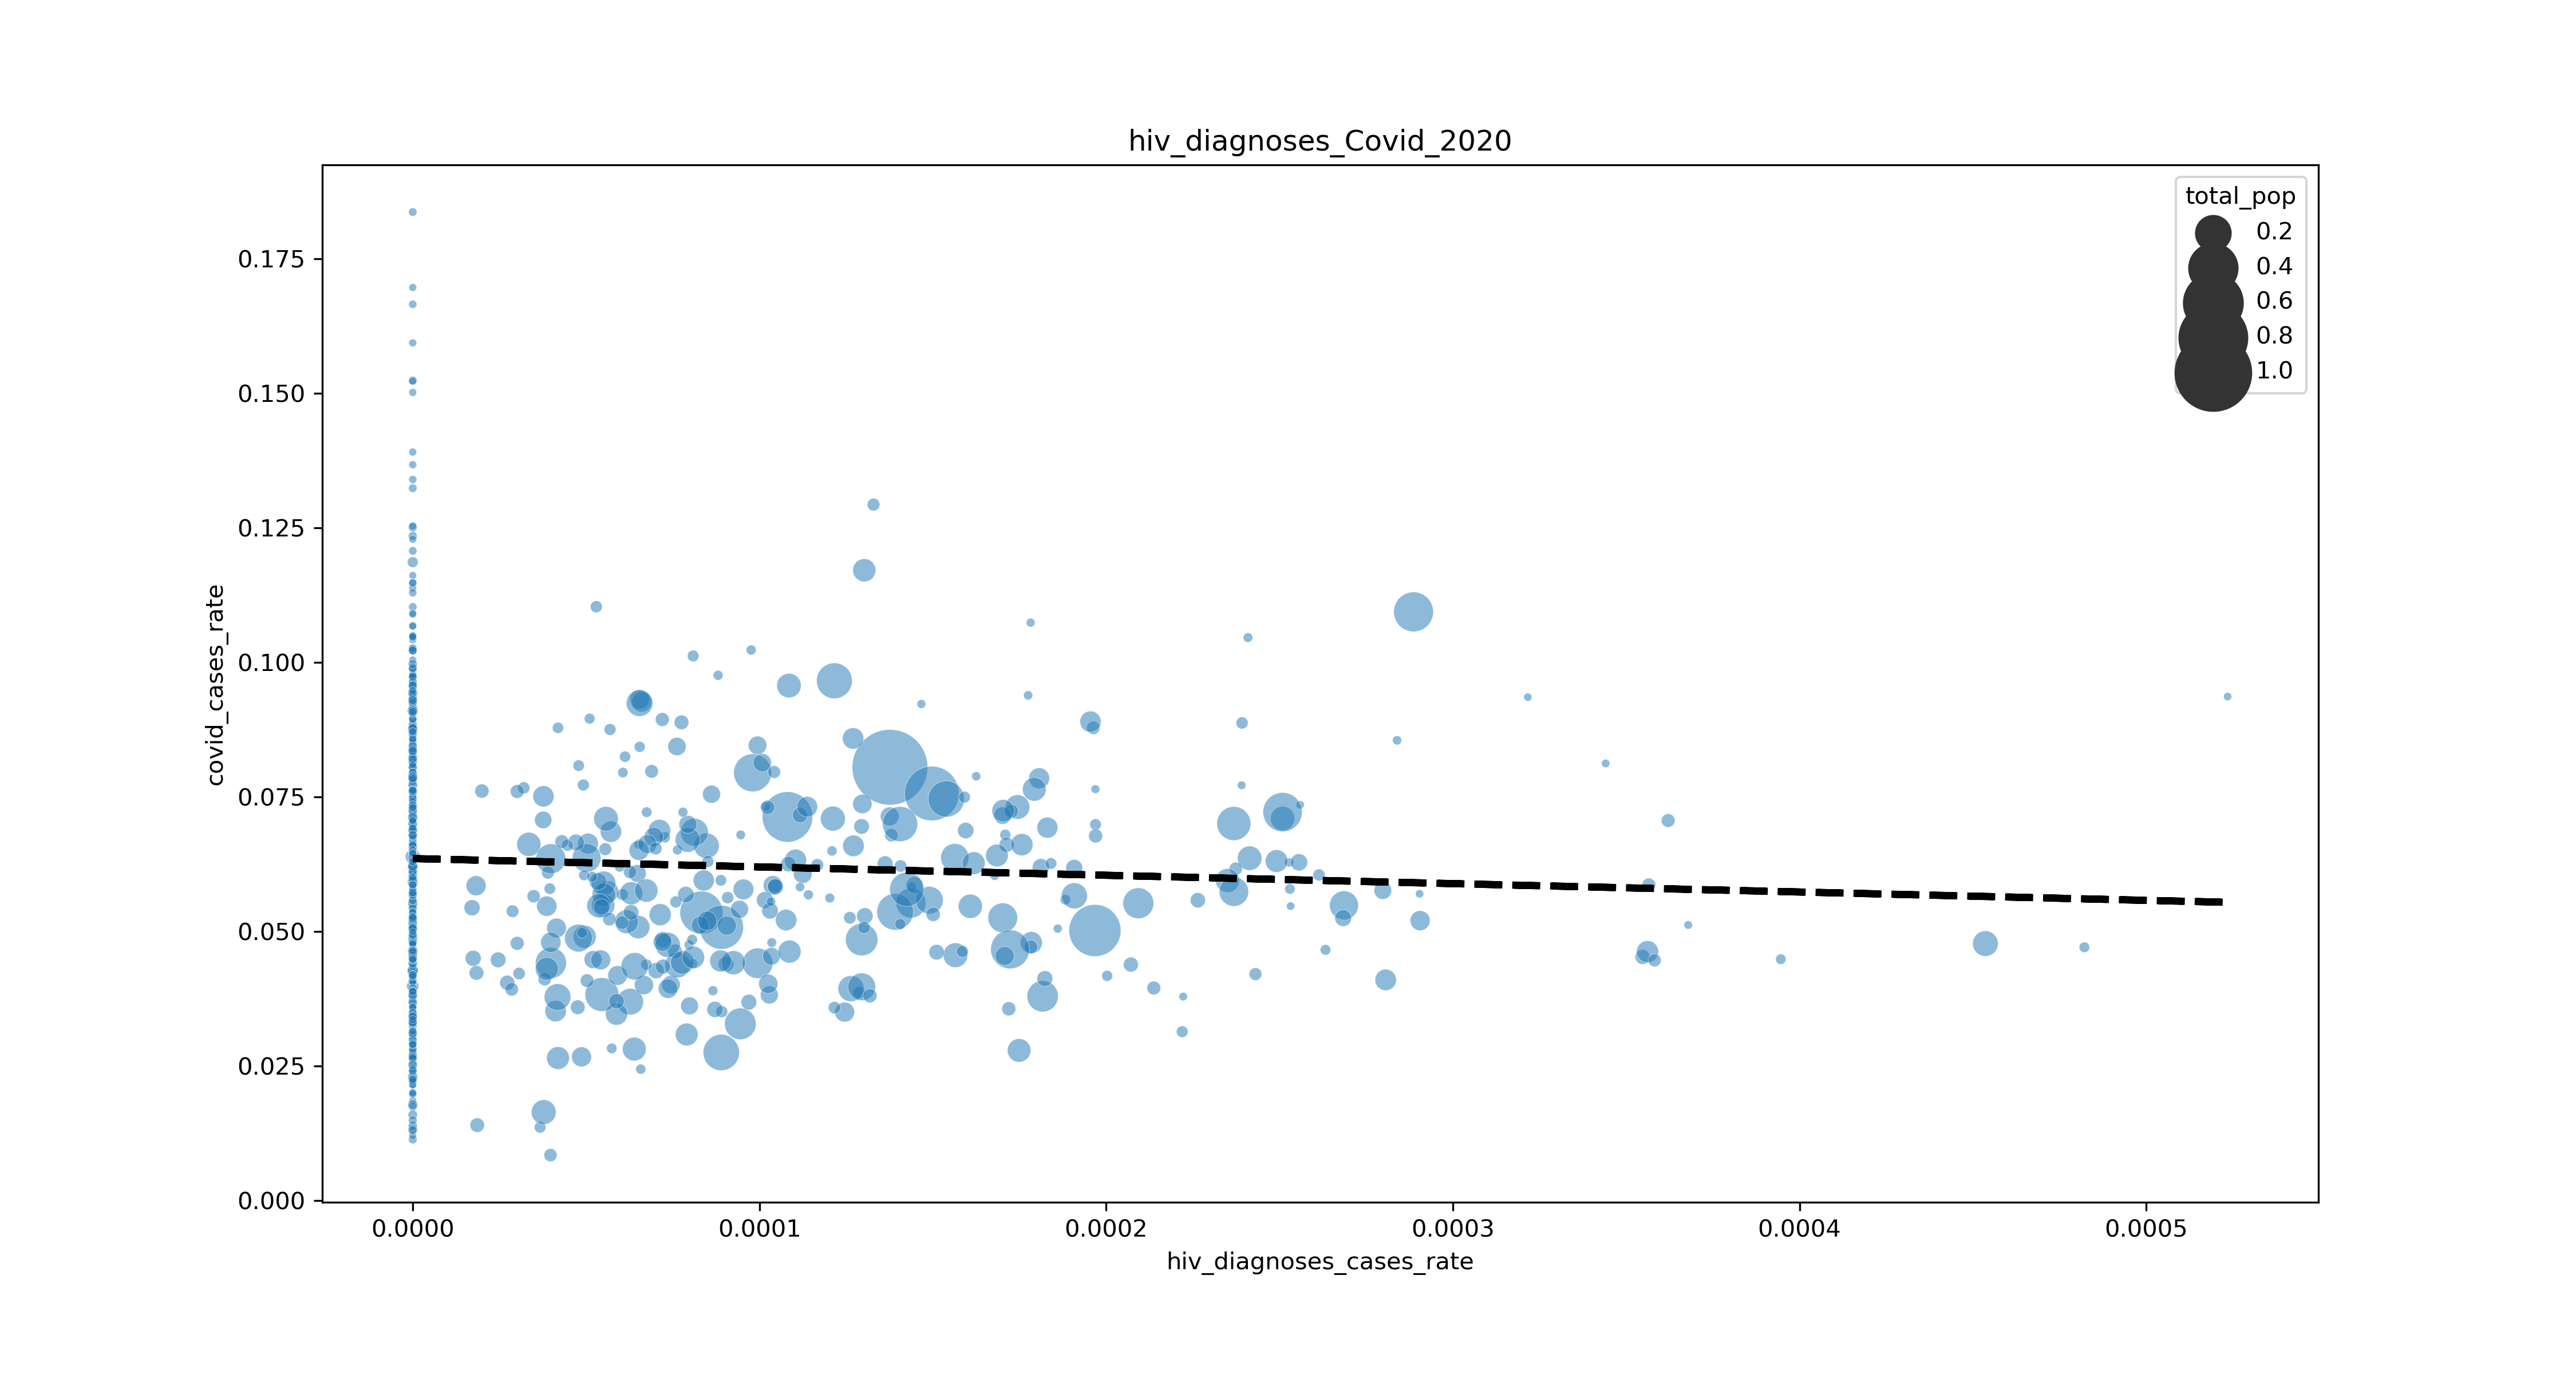 hiv_diagnoses_Covid_2020
total_pop
0.2
0.4
0.6
0.8
1.0
covid_cases_rate
0.175
0.150
0.125
0.100
0.075
0.050
0.025
0.000
0.0000 0.0001 0.0002 0.0003 0.0004 0.0005
hiv_diagnoses_cases_rate